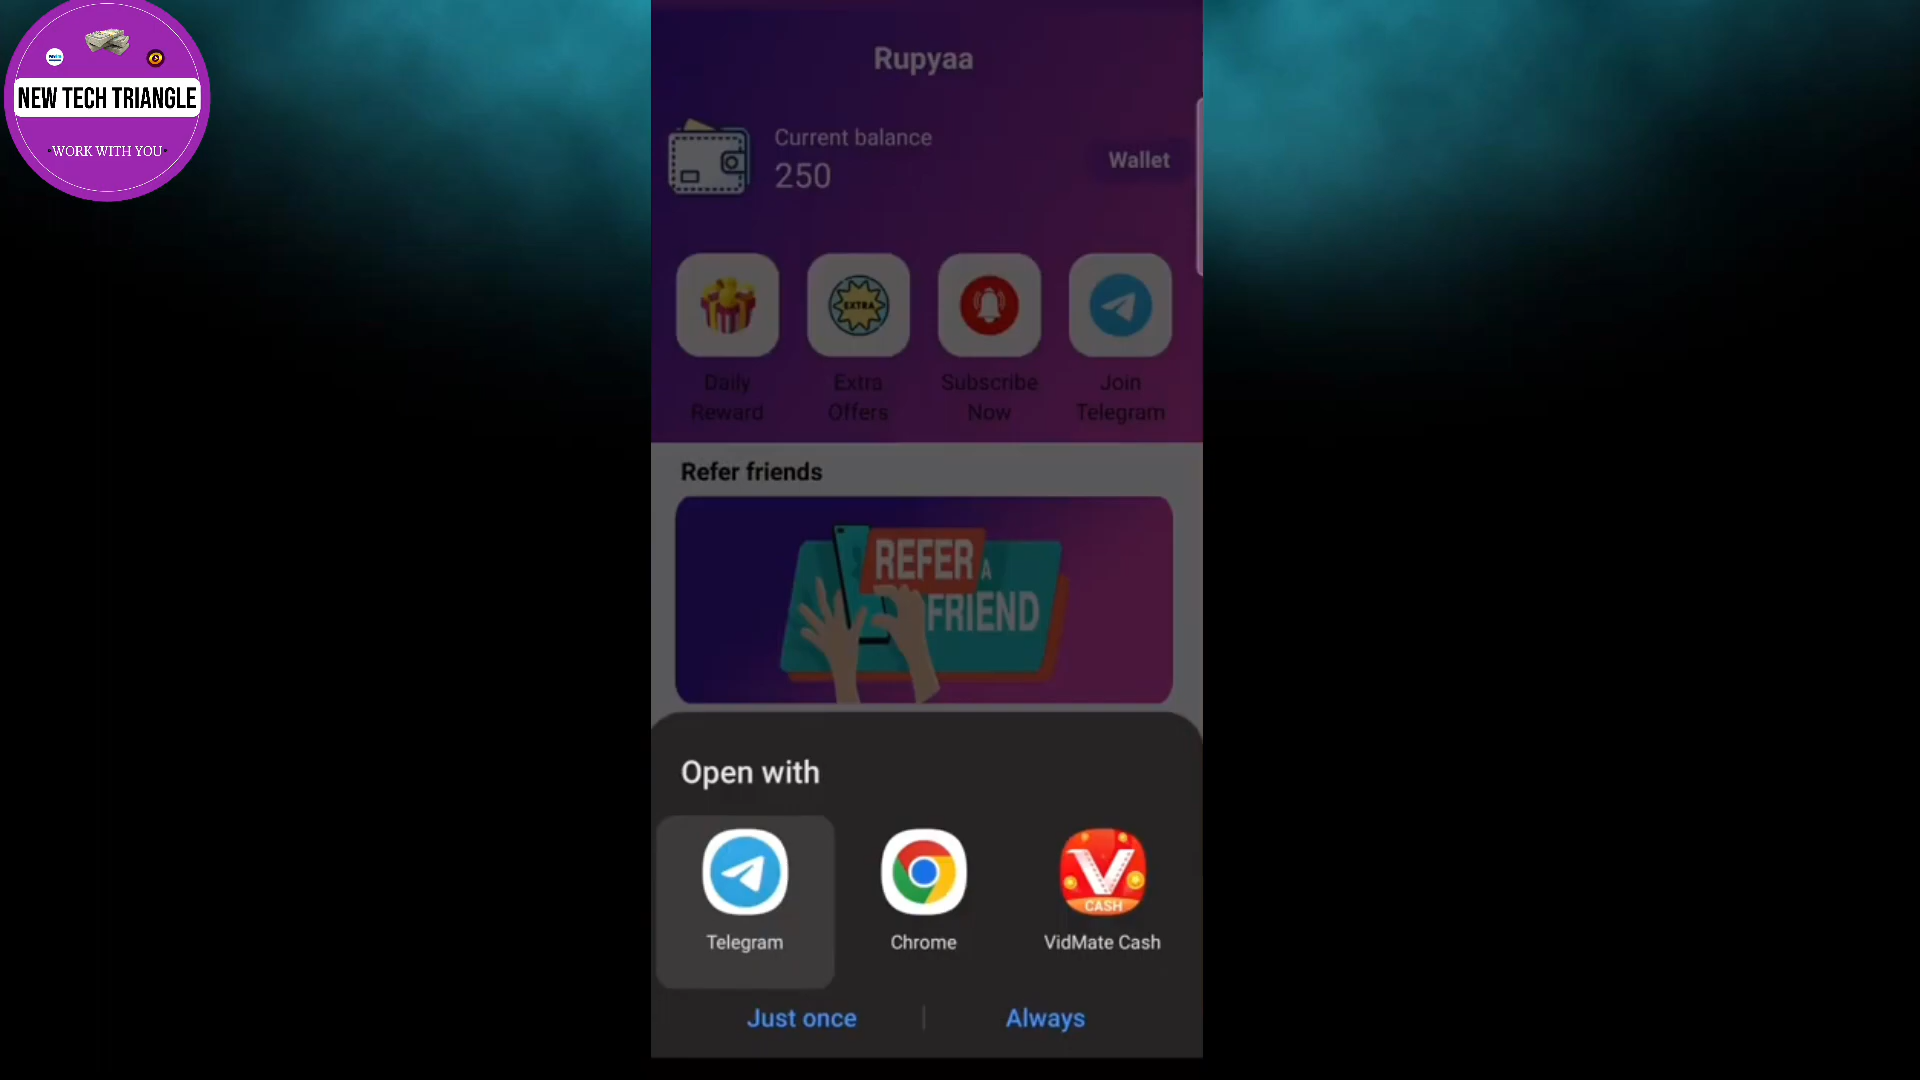 NEW TECH TRIANGLE
WORK WITH YOU
Rupyaa
Current balance
250
Wallet
EXTRA
Daily
Reward
Extra
Offers
Subscribe
Now
Join
Telegram
Refer friends
REFER A
FRIEND
Open with
CASH
Telegram
Chrome
VidMate Cash
Just once
Always